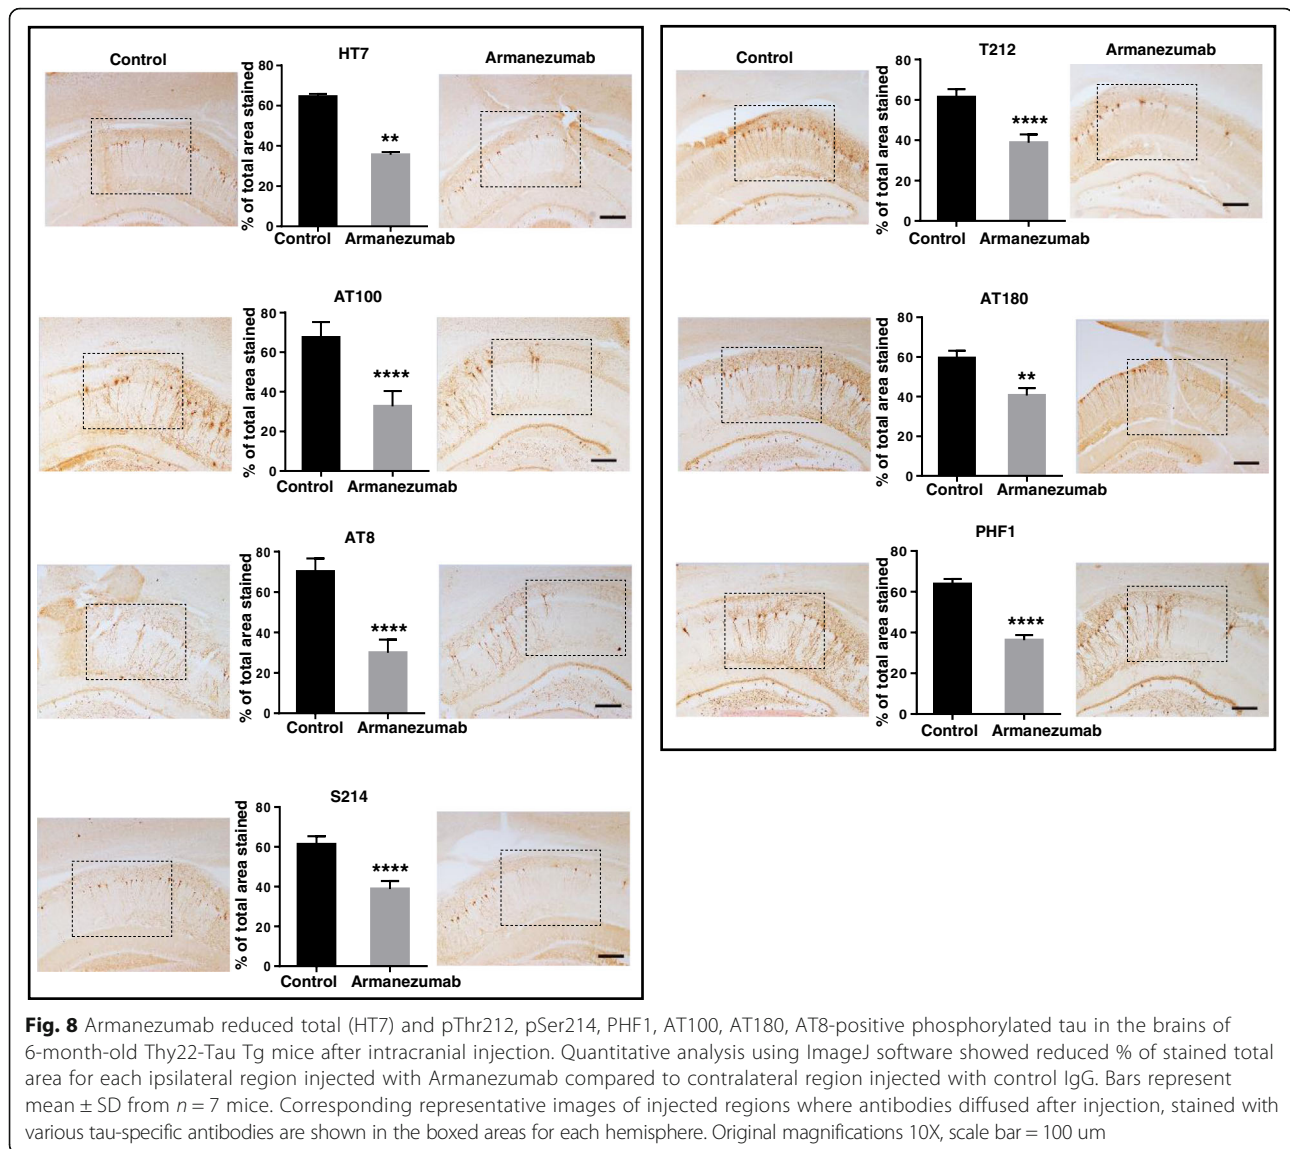 Control
HT7
Armanezumab
% of total area stained
80
60
40
20
0
**
Control Armanezumab
AT100
% of total area stained
80
60
40
20
0
****
Control Armanezumab
AT8
% of total area stained
80
60
40
20
0
****
Control Armanezumab
S214
% of total area stained
80
60
40
20
0
****
Control Armanezumab
Control
T212
Armanezumab
% of total area stained
80
60
40
20
0
****
Control Armanezumab
AT180
% of total area stained
80
60
40
20
0
**
Control Armanezumab
PHF1
% of total area stained
80
60
40
20
0
****
Control Armanezumab
Fig. 8 Armanezumab reduced total (HT7) and pThr212, pSer214, PHF1, AT100, AT180, AT8-positive phosphorylated tau in the brains of
6-month-old Thy22-Tau Tg mice after intracranial injection. Quantitative analysis using ImageJ software showed reduced % of stained total
area for each ipsilateral region injected with Armanezumab compared to contralateral region injected with control IgG. Bars represent
mean ± SD from n = 7 mice. Corresponding representative images of injected regions where antibodies diffused after injection, stained with
various tau-specific antibodies are shown in the boxed areas for each hemisphere. Original magnifications 10X, scale bar = 100 um